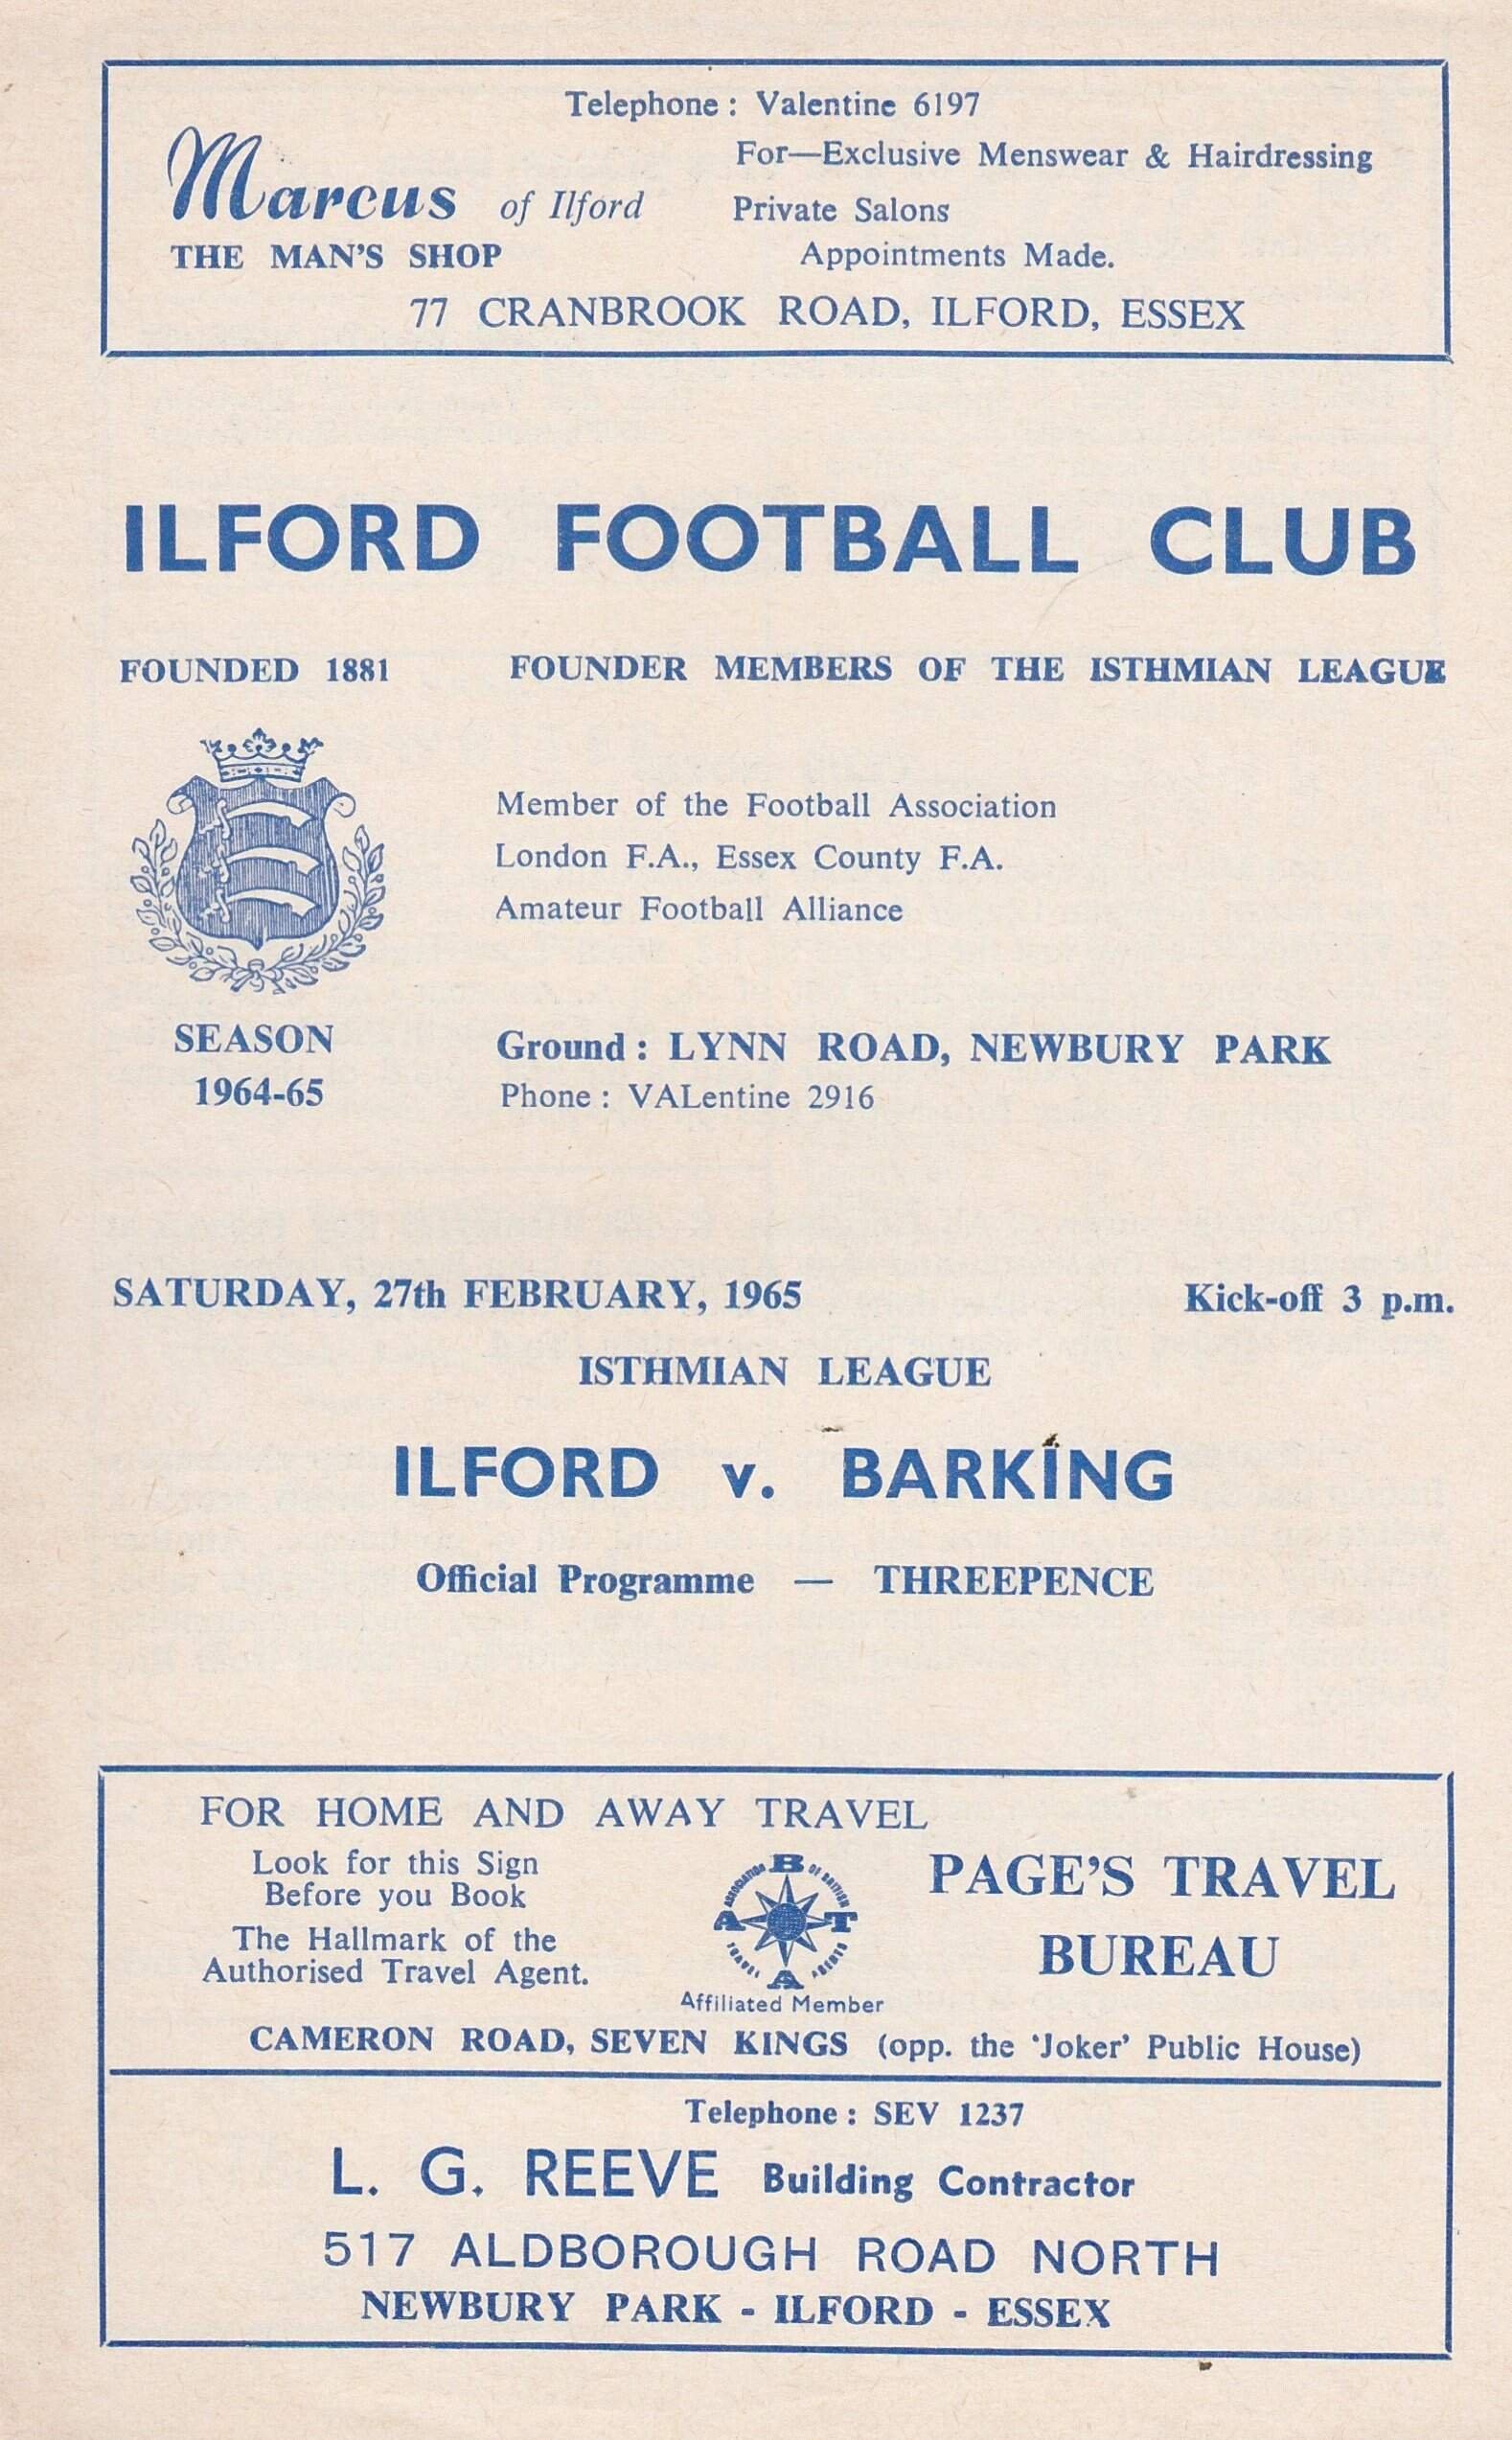 Telephone : Valentine 6197
Marcus of Ilford
For—Exclusive Menswear & Hairdressing
Private Salons
THE MAN'S SHOP
Appointments Made.
77 CRANBROOK ROAD, ILFORD, ESSEX
ILFORD FOOTBALL CLUB
FOUNDED 1881
FOUNDER MEMBERS OF THE ISTHMIAN LEAGUE
Member of the Football Association
London F.A., Essex County F.A.
Amateur Football Alliance
SEASON
1964-65
Ground : LYNN ROAD, NEWBURY PARK
Phone : VALentine 2916
SATURDAY, 27th FEBRUARY, 1965
Kick-off 3 p.m.
ISTHMIAN LEAGUE
ILFORD v. BARKING
Official Programme — THREEPENCE
FOR HOME AND AWAY TRAVEL
Look for this Sign
Before you Book
The Hallmark of the
Authorised Travel Agent.
ASSOCIATION OF BRITISH TRAVEL AGENTS
A B T A
Affiliated Member
PAGE'S TRAVEL
BUREAU
CAMERON ROAD, SEVEN KINGS (opp. the 'Joker' Public House)
Telephone : SEV 1237
L. G. REEVE Building Contractor
517 ALDBOROUGH ROAD NORTH
NEWBURY PARK - ILFORD - ESSEX